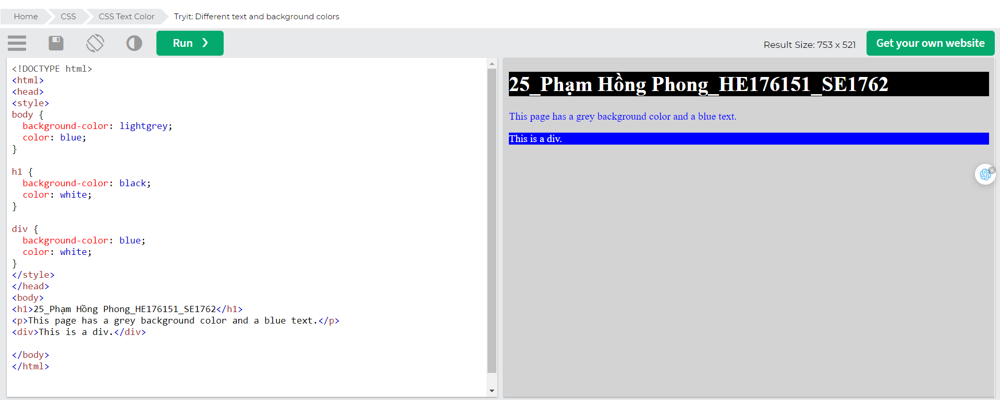 Home CSS CSS Text Color Tryit: Different text and background colors
Run ❯
Result Size: 753 x 521
Get your own website
<!DOCTYPE html>
<html>
<head>
<style>
body {
  background-color: lightgrey;
  color: blue;
}

h1 {
  background-color: black;
  color: white;
}

div {
  background-color: blue;
  color: white;
}
</style>
</head>
<body>
<h1>25_Phạm Hồng Phong_HE176151_SE1762</h1>
<p>This page has a grey background color and a blue text.</p>
<div>This is a div.</div>

</body>
</html>
25_Phạm Hồng Phong_HE176151_SE1762
This page has a grey background color and a blue text.
This is a div.